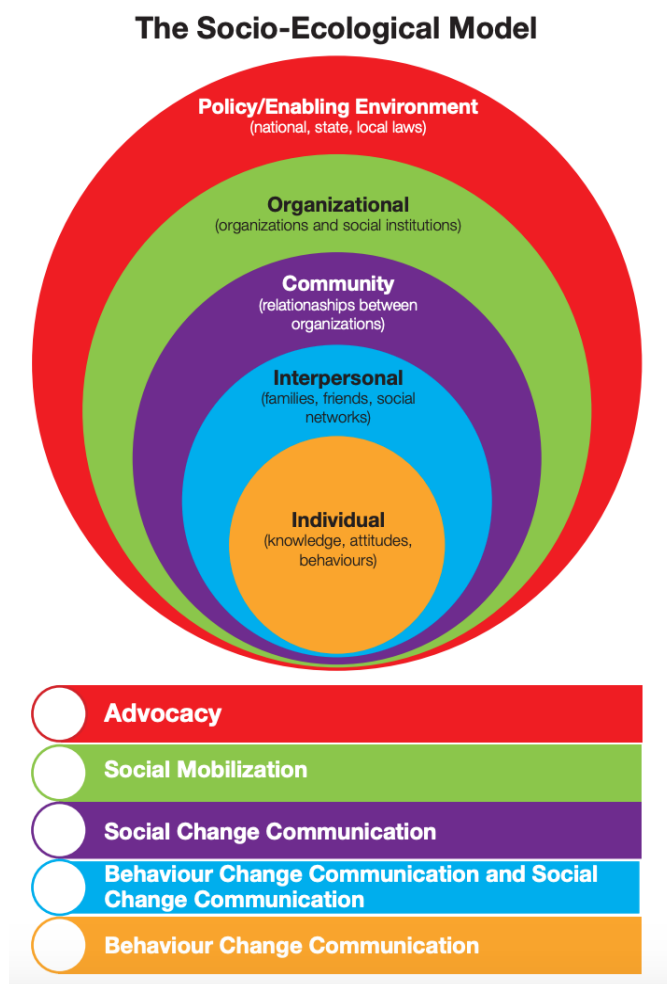 The Socio-Ecological Model
Policy/Enabling Environment
(national, state, local laws)
Organizational
(organizations and social institutions)
Community
(relationaships between
organizations)
Interpersonal
(families, friends, social
networks)
Individual
(knowledge, attitudes,
behaviours)
Advocacy
Social Mobilization
Social Change Communication
Behaviour Change Communication and Social
Change Communication
Behaviour Change Communication